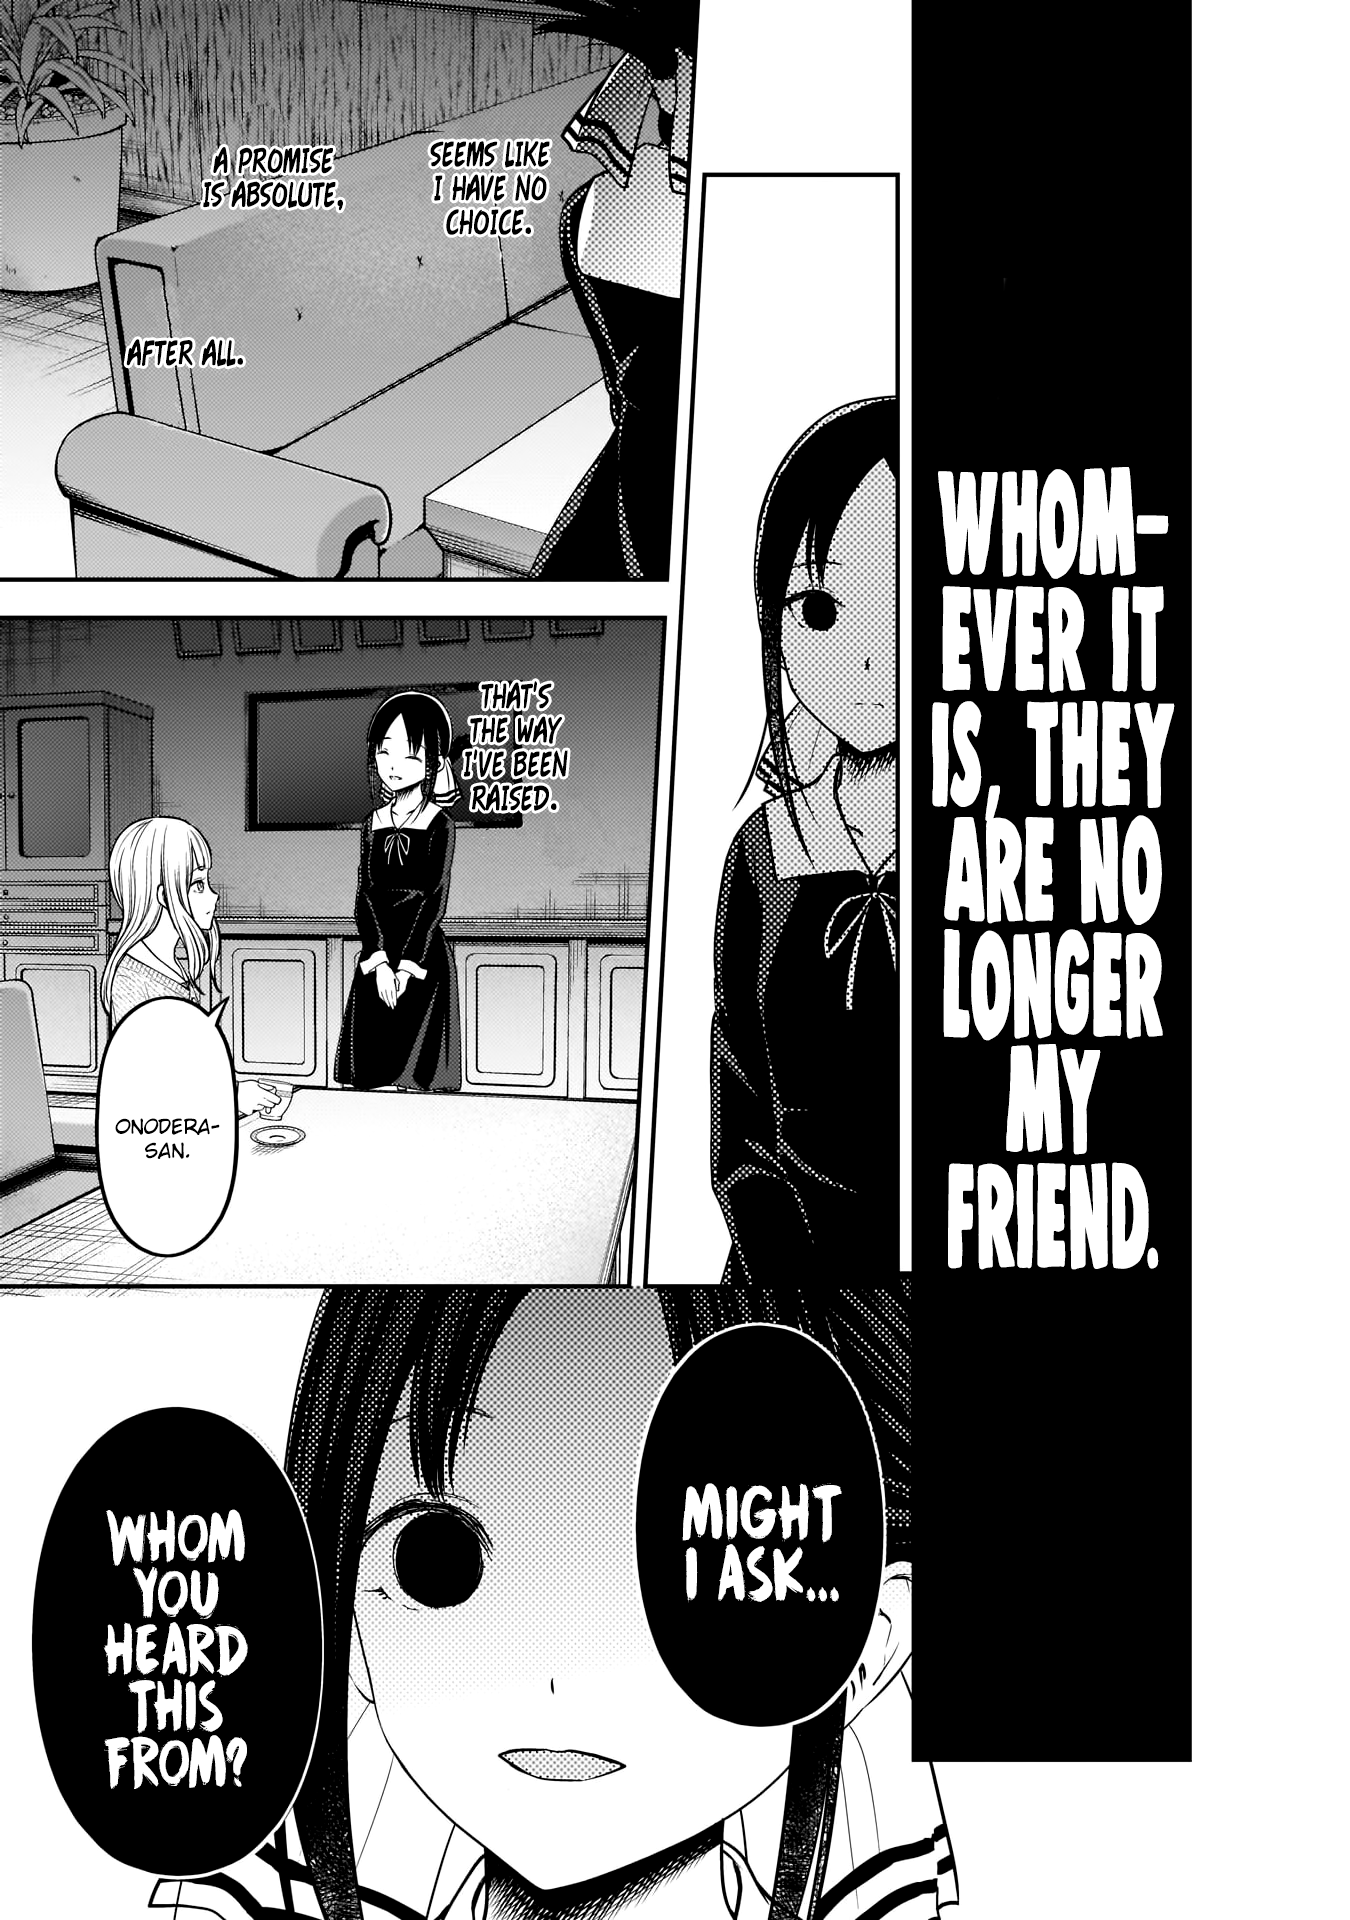 WHOM-
EVER IT
IS, THEY
ARE NO
LONGER
MY
FRIEND.
SEEMS LIKE
I HAVE NO
CHOICE.
A PROMISE
IS ABSOLUTE,
AFTER ALL.
THAT'S
THE WAY
I'VE BEEN
RAISED.
ONODERA-
SAN.
MIGHT
I ASK...
WHOM
YOU
HEARD
THIS
FROM?